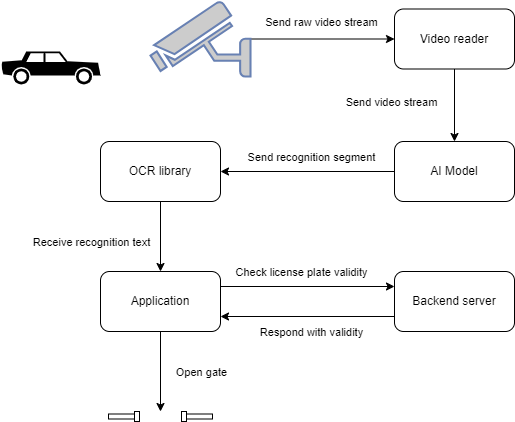 Send raw video stream
Video reader
Send video stream
OCR library
Send recognition segment
AI Model
Receive recognition text
Check license plate validity
Application
Backend server
Respond with validity
Open gate